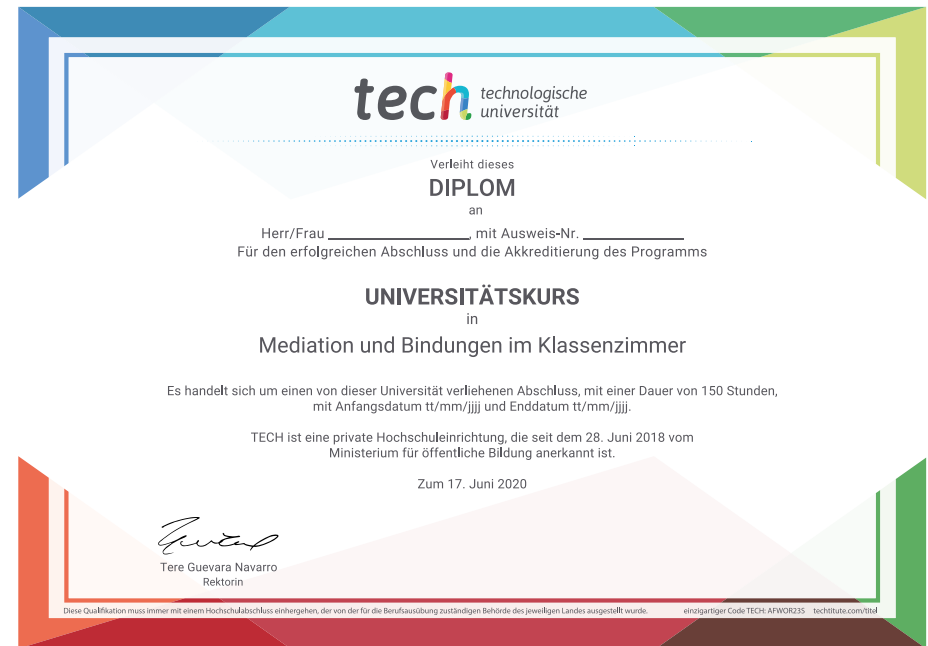 tech technologische
universität
Verleiht dieses
DIPLOM
an
Herr/Frau ____________________, mit Ausweis-Nr. ______________
Für den erfolgreichen Abschluss und die Akkreditierung des Programms
UNIVERSITÄTSKURS
in
Mediation und Bindungen im Klassenzimmer
Es handelt sich um einen von dieser Universität verliehenen Abschluss, mit einer Dauer von 150 Stunden,
mit Anfangsdatum tt/mm/jjjj und Enddatum tt/mm/jjjj.
TECH ist eine private Hochschuleinrichtung, die seit dem 28. Juni 2018 vom
Ministerium für öffentliche Bildung anerkannt ist.
Zum 17. Juni 2020
Tere Guevara Navarro
Rektorin
Diese Qualifikation muss immer mit einem Hochschulabschluss einhergehen, der von der für die Berufsausübung zuständigen Behörde des jeweiligen Landes ausgestellt wurde. einzigartiger Code TECH: AFWOR23S techtitute.com/titel